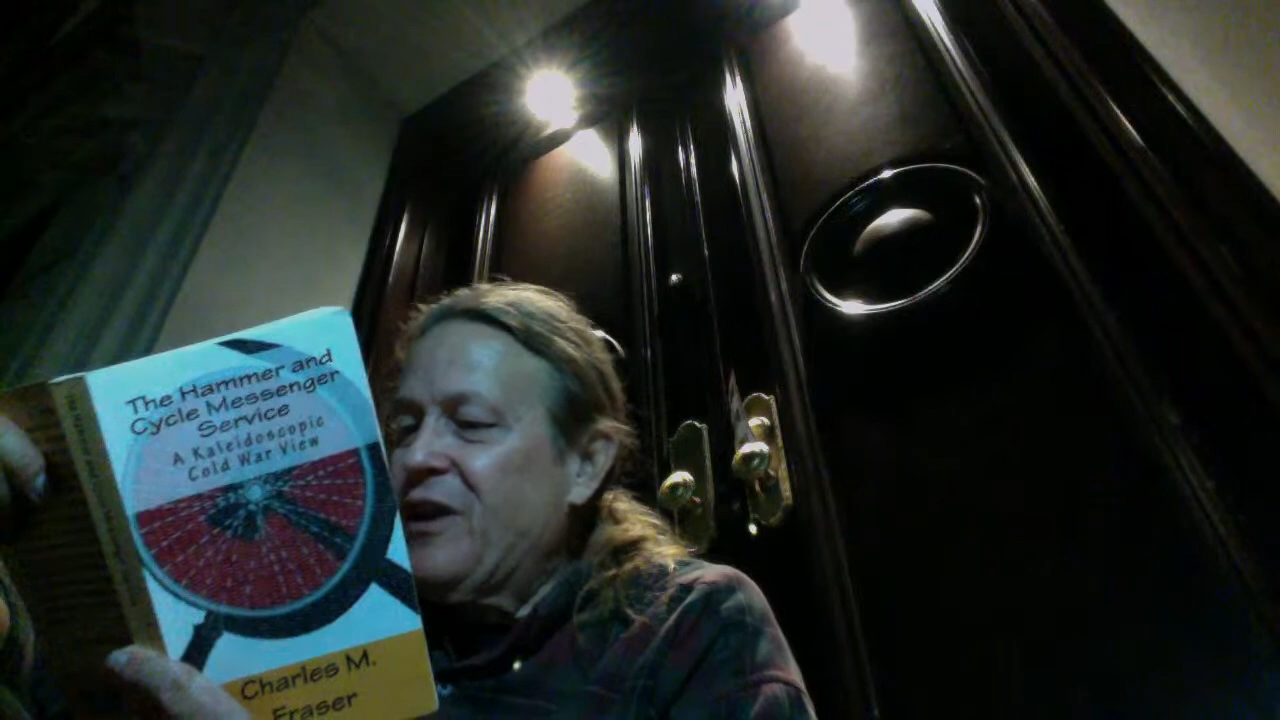 The Hammer and
Cycle Messenger
Service
A Kaleidoscopic
Cold War View
Charles M.
Fraser